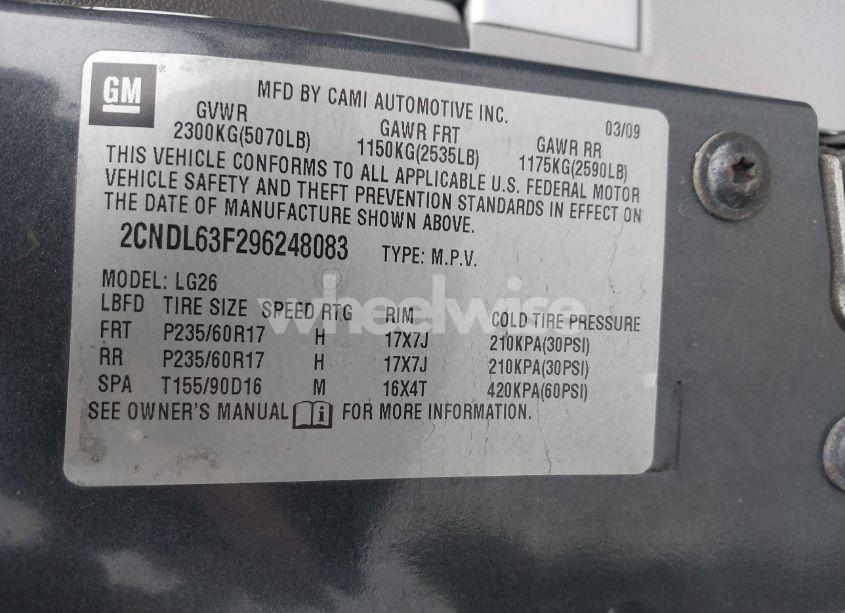 GM
MFD BY CAMI AUTOMOTIVE INC.
GVWR GAWR FRT GAWR RR 03/09
2300KG(5070LB) 1150KG(2535LB) 1175KG(2590LB)
THIS VEHICLE CONFORMS TO ALL APPLICABLE U.S. FEDERAL MOTOR
VEHICLE SAFETY AND THEFT PREVENTION STANDARDS IN EFFECT ON
THE DATE OF MANUFACTURE SHOWN ABOVE.
2CNDL63F296248083 TYPE: M.P.V.
MODEL: LG26
LBFD TIRE SIZE SPEED RTG RIM COLD TIRE PRESSURE
FRT P235/60R17 H 17X7J 210KPA(30PSI)
RR P235/60R17 H 17X7J 210KPA(30PSI)
SPA T155/90D16 M 16X4T 420KPA(60PSI)
SEE OWNER'S MANUAL FOR MORE INFORMATION.
wheelwise